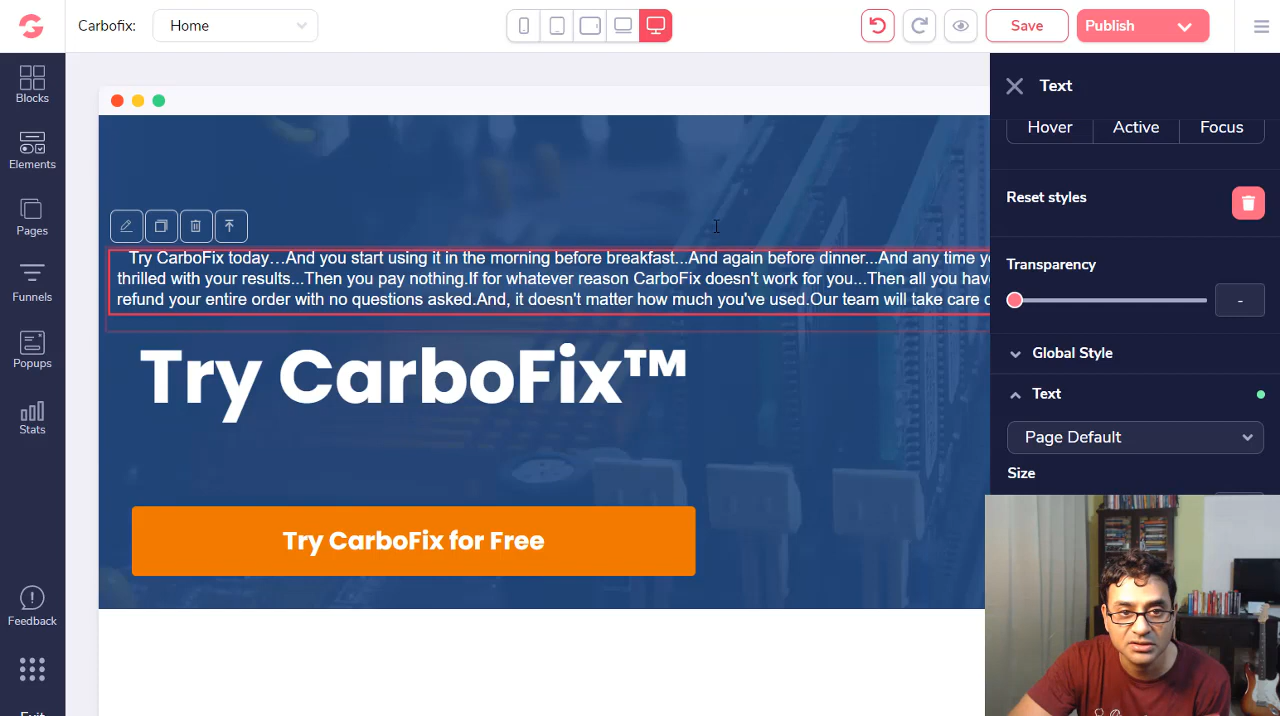 Carbofix:
Home
Save
Publish
Blocks
Elements
Pages
Funnels
Popups
Stats
Feedback
Exit
Try CarboFix today…And you start using it in the morning before breakfast...And again before dinner...And any time
thrilled with your results...Then you pay nothing.If for whatever reason CarboFix doesn't work for you...Then all you
refund your entire order with no questions asked.And, it doesn't matter how much you've used.Our team will take care
Try CarboFix™
Try CarboFix for Free
Text
Hover
Active
Focus
Reset styles
Transparency
-
Global Style
Text
Page Default
Size